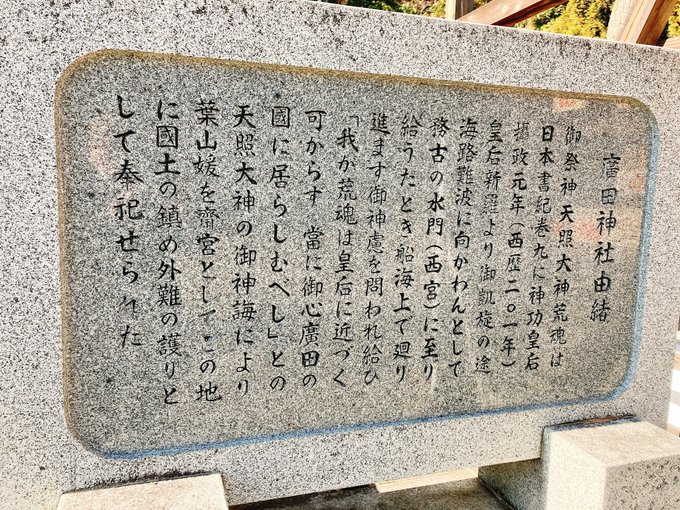 廣田神社由緒
御祭神天照大神荒魂は
日本書紀巻九に神功皇后
摂政元年(西歴二〇一年)
皇后新羅より御凱旋の途
海路難波に向かわんとして
務古の水門(西宮)に至り
給うたとき船海上て廻り
進まず御神慮を問われ給ひ
「我が荒魂は皇后に近づく
可からず當に御心廣田の
國に居らしむべし」との
天照大神の御神誨により
葉山媛を齋宮としてこの地
に國土の鎮め外難の護りと
して奉祀せられた